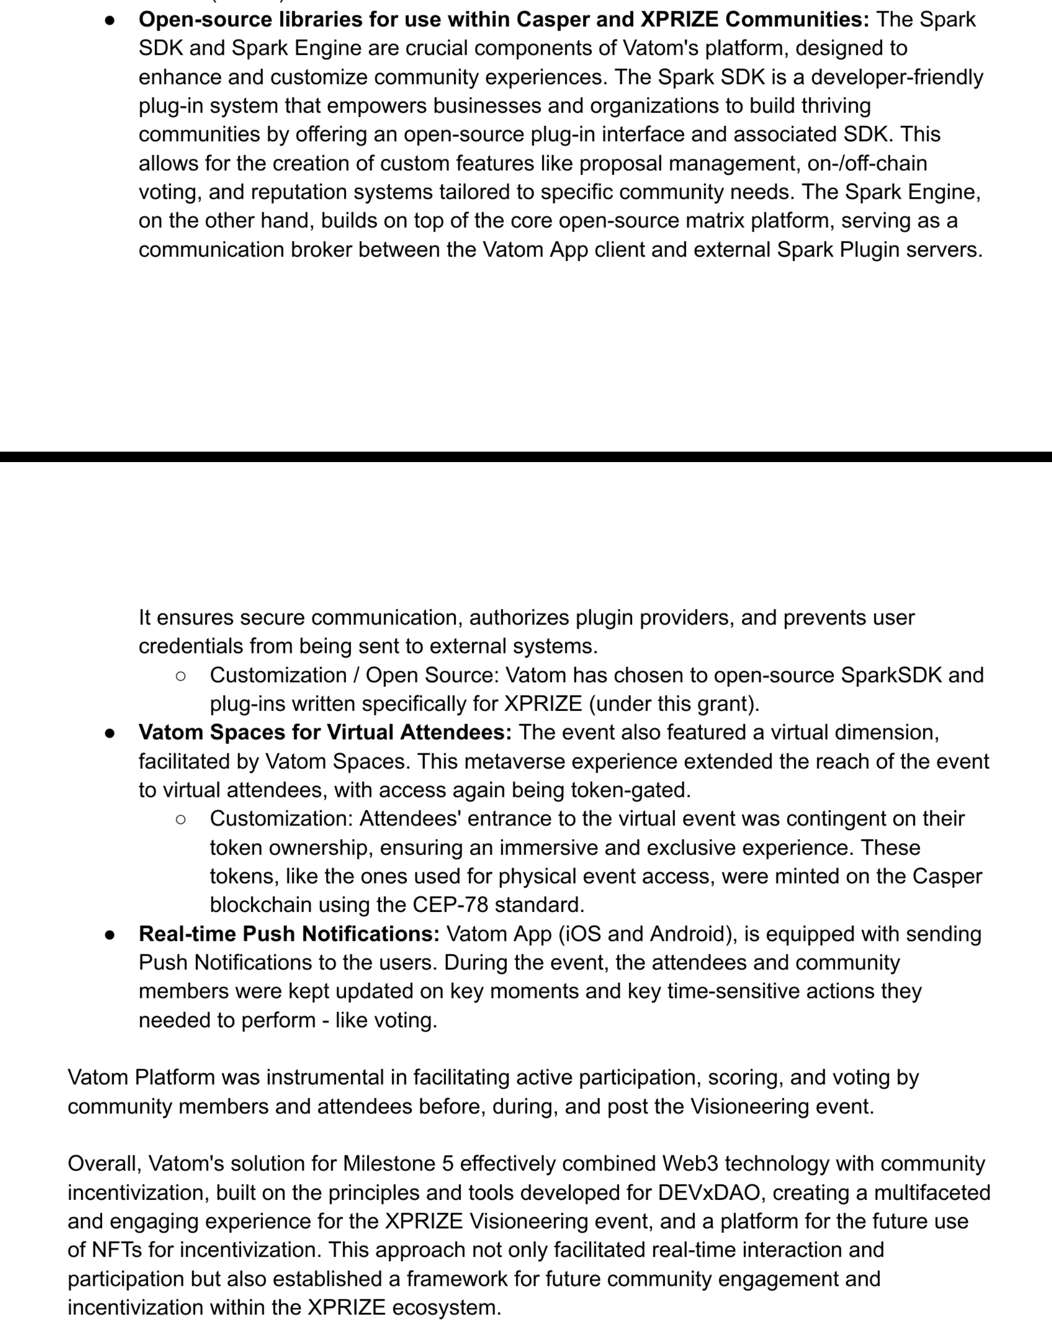 ● Open-source libraries for use within Casper and XPRIZE Communities: The Spark
SDK and Spark Engine are crucial components of Vatom's platform, designed to
enhance and customize community experiences. The Spark SDK is a developer-friendly
plug-in system that empowers businesses and organizations to build thriving
communities by offering an open-source plug-in interface and associated SDK. This
allows for the creation of custom features like proposal management, on-/off-chain
voting, and reputation systems tailored to specific community needs. The Spark Engine,
on the other hand, builds on top of the core open-source matrix platform, serving as a
communication broker between the Vatom App client and external Spark Plugin servers.
It ensures secure communication, authorizes plugin providers, and prevents user
credentials from being sent to external systems.
○ Customization / Open Source: Vatom has chosen to open-source SparkSDK and
plug-ins written specifically for XPRIZE (under this grant).
● Vatom Spaces for Virtual Attendees: The event also featured a virtual dimension,
facilitated by Vatom Spaces. This metaverse experience extended the reach of the event
to virtual attendees, with access again being token-gated.
○ Customization: Attendees' entrance to the virtual event was contingent on their
token ownership, ensuring an immersive and exclusive experience. These
tokens, like the ones used for physical event access, were minted on the Casper
blockchain using the CEP-78 standard.
● Real-time Push Notifications: Vatom App (iOS and Android), is equipped with sending
Push Notifications to the users. During the event, the attendees and community
members were kept updated on key moments and key time-sensitive actions they
needed to perform - like voting.
Vatom Platform was instrumental in facilitating active participation, scoring, and voting by
community members and attendees before, during, and post the Visioneering event.
Overall, Vatom's solution for Milestone 5 effectively combined Web3 technology with community
incentivization, built on the principles and tools developed for DEVxDAO, creating a multifaceted
and engaging experience for the XPRIZE Visioneering event, and a platform for the future use
of NFTs for incentivization. This approach not only facilitated real-time interaction and
participation but also established a framework for future community engagement and
incentivization within the XPRIZE ecosystem.